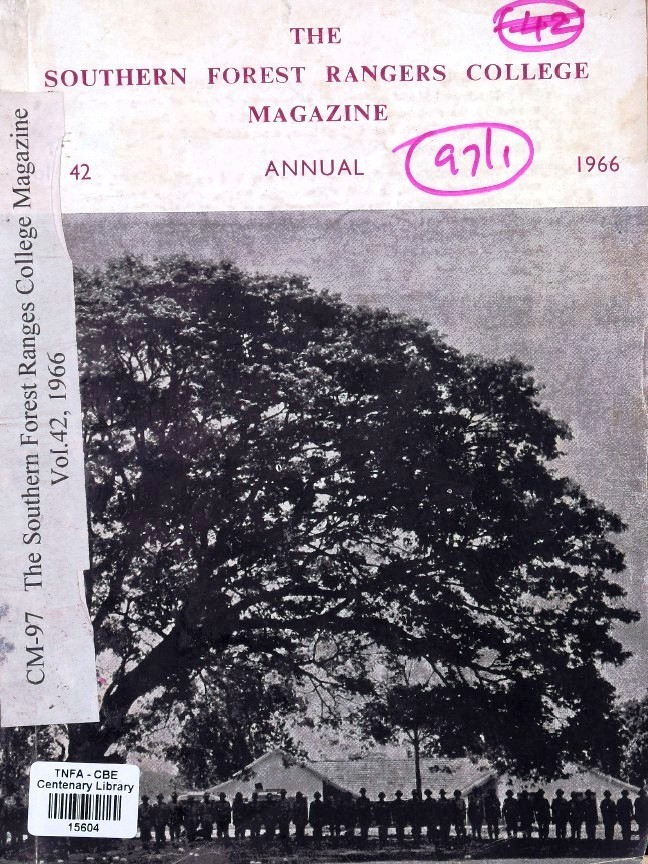 THE
SOUTHERN FOREST RANGERS COLLEGE
MAGAZINE
42
ANNUAL
97/1
1966
42
CM-97 The Southern Forest Ranges College Magazine
Vol.42, 1966
TNFA - CBE
Centenary Library
15604